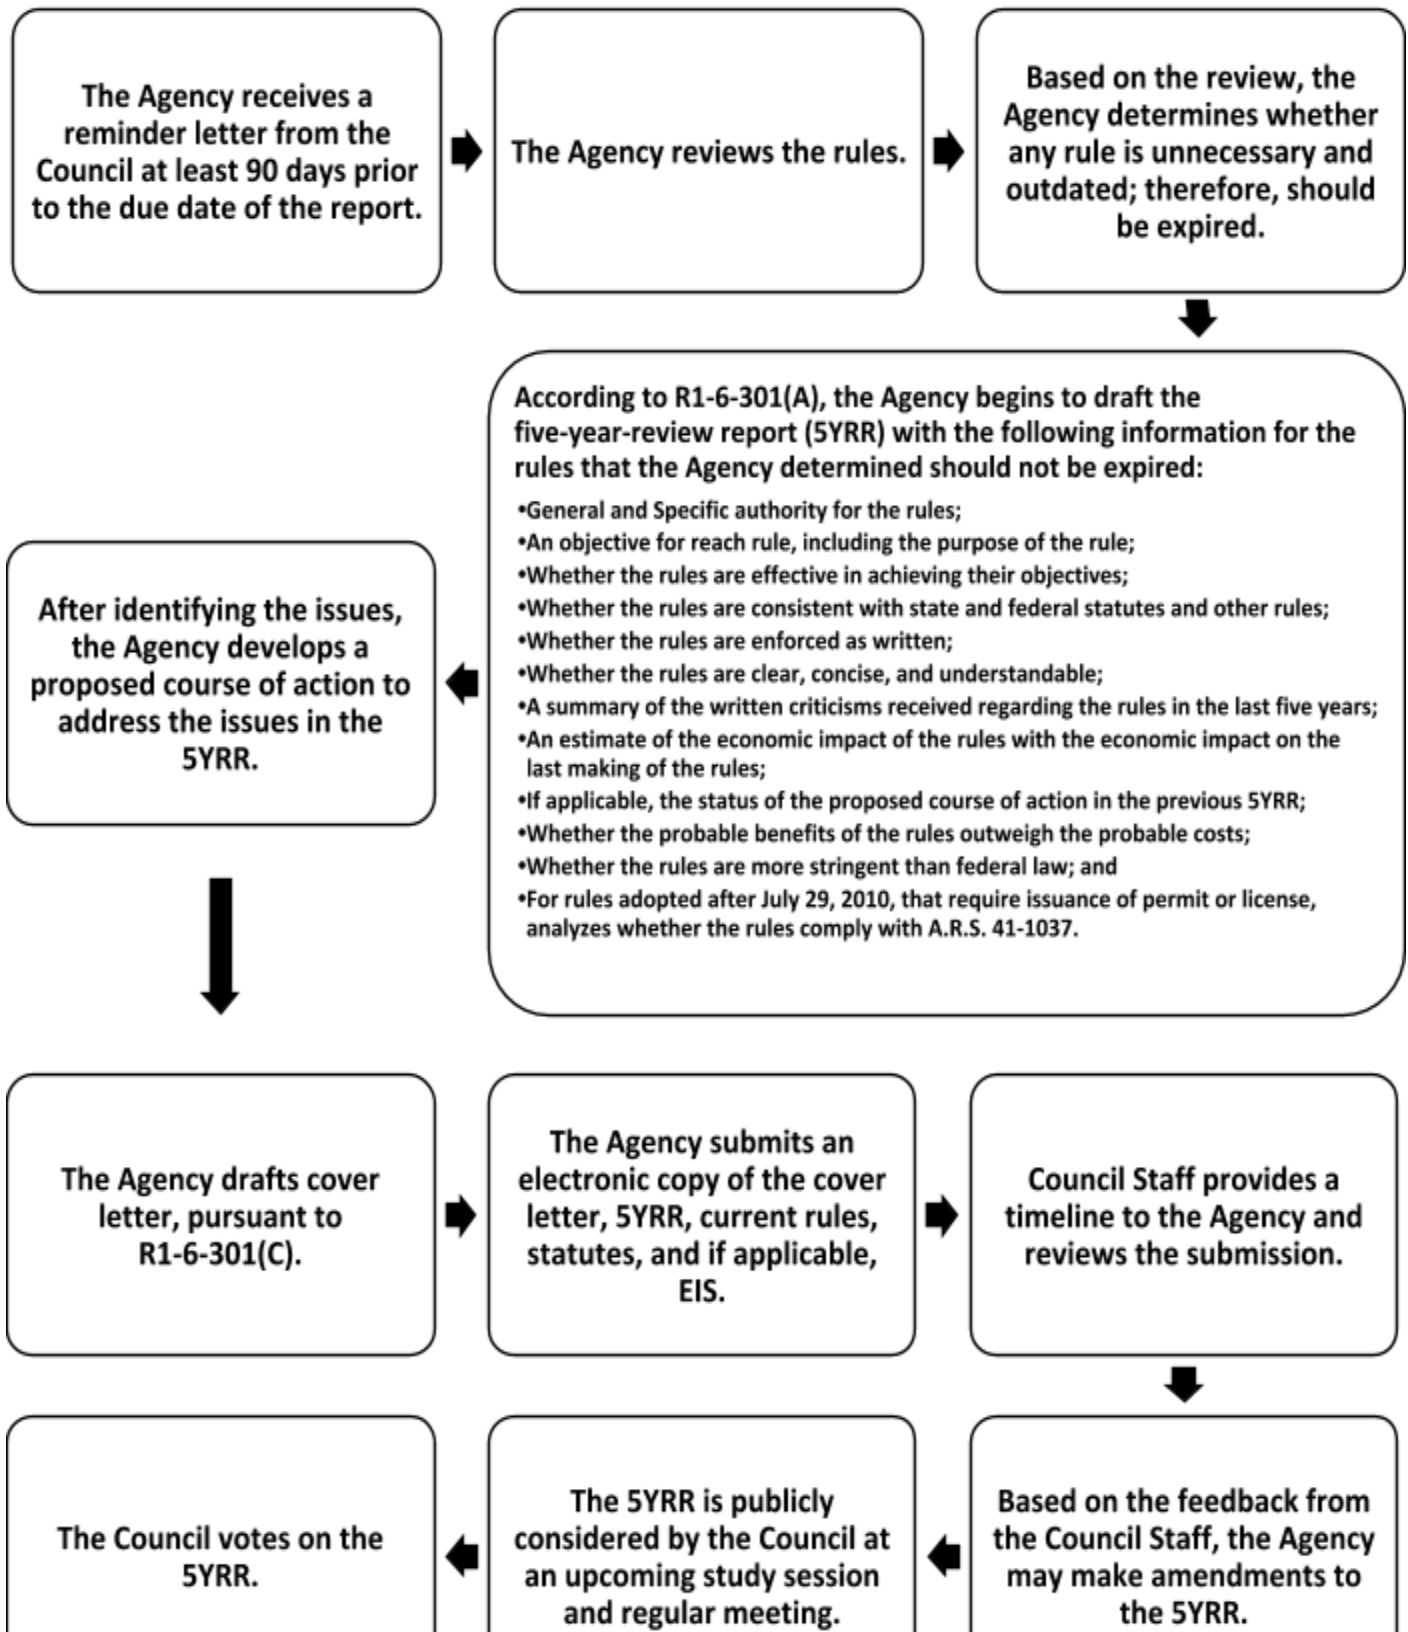 The Agency receives a
reminder letter from the
Council at least 90 days prior
to the due date of the report.
The Agency reviews the rules.
Based on the review, the
Agency determines whether
any rule is unnecessary and
outdated; therefore, should
be expired.
According to R1-6-301(A), the Agency begins to draft the
five-year-review report (5YRR) with the following information for the
rules that the Agency determined should not be expired:
•General and Specific authority for the rules;
•An objective for reach rule, including the purpose of the rule;
•Whether the rules are effective in achieving their objectives;
•Whether the rules are consistent with state and federal statutes and other rules;
•Whether the rules are enforced as written;
•Whether the rules are clear, concise, and understandable;
•A summary of the written criticisms received regarding the rules in the last five years;
•An estimate of the economic impact of the rules with the economic impact on the
last making of the rules;
•If applicable, the status of the proposed course of action in the previous 5YRR;
•Whether the probable benefits of the rules outweigh the probable costs;
•Whether the rules are more stringent than federal law; and
•For rules adopted after July 29, 2010, that require issuance of permit or license,
analyzes whether the rules comply with A.R.S. 41-1037.
After identifying the issues,
the Agency develops a
proposed course of action to
address the issues in the
5YRR.
The Agency drafts cover
letter, pursuant to
R1-6-301(C).
The Agency submits an
electronic copy of the cover
letter, 5YRR, current rules,
statutes, and if applicable,
EIS.
Council Staff provides a
timeline to the Agency and
reviews the submission.
Based on the feedback from
the Council Staff, the Agency
may make amendments to
the 5YRR.
The 5YRR is publicly
considered by the Council at
an upcoming study session
and regular meeting.
The Council votes on the
5YRR.